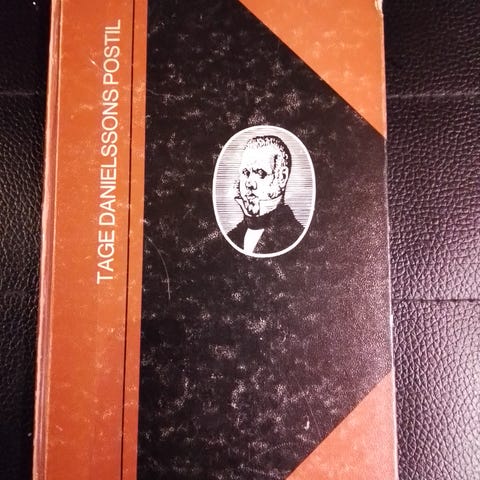 TAGE DANIELSSONS POSTIL